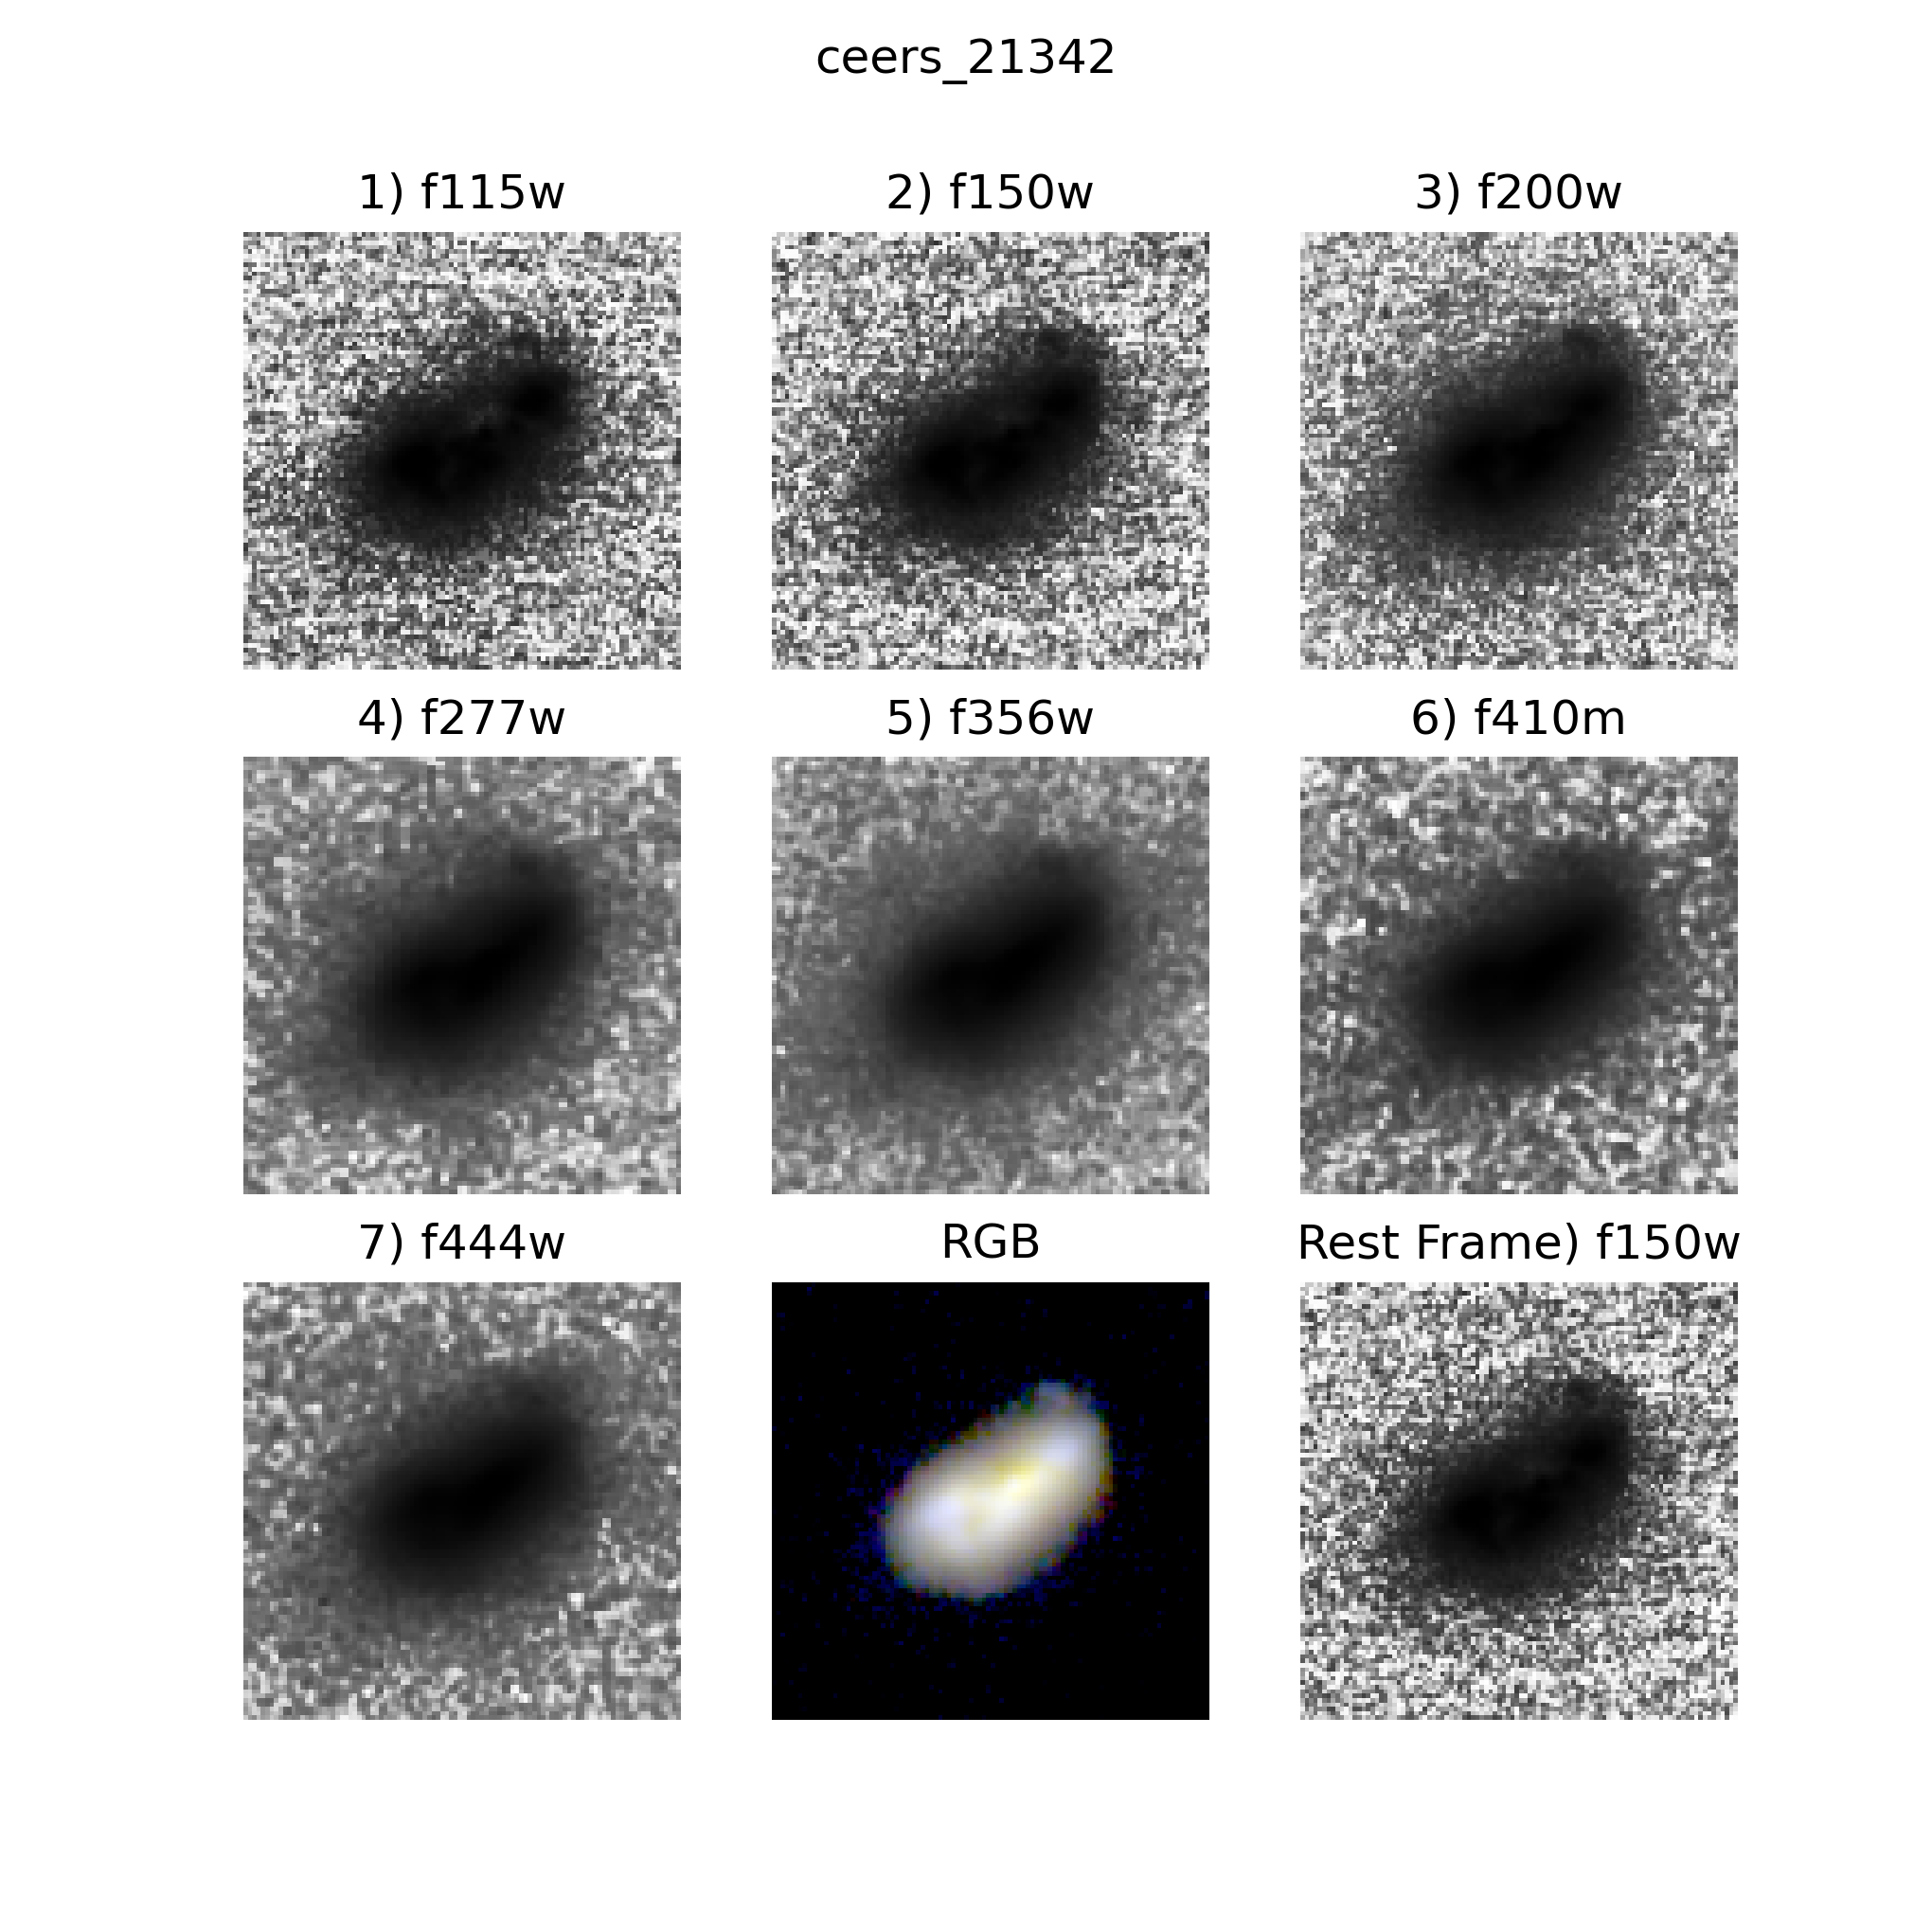 ceers_21342
1) f115w
2) f150w
3) f200w
4) f277w
5) f356w
6) f410m
7) f444w
RGB
Rest Frame) f150w